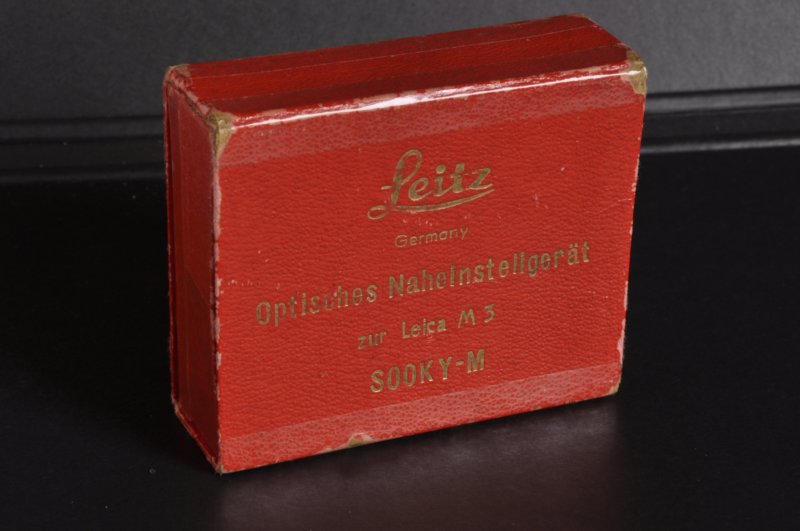 Leitz
Germany
Optisches Naheinstellgerät
zur Leica M 3
SOOKY-M